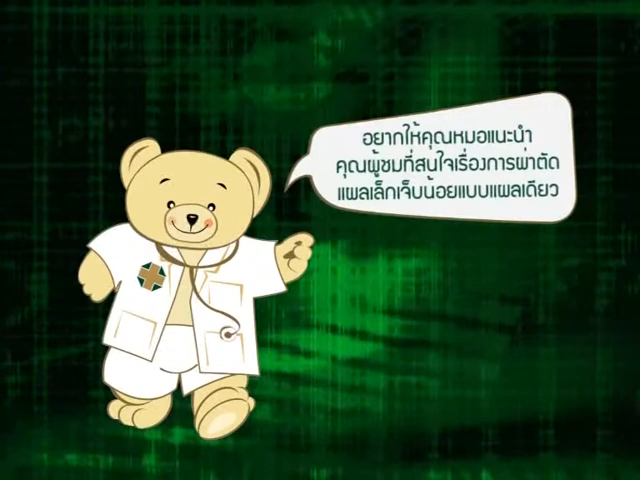 อยากให้คุณหมอแนะนำ
คุณผู้ชมที่สนใจเรื่องการผ่าตัด
แผลเล็กเจ็บน้อยแบบแผลเดียว